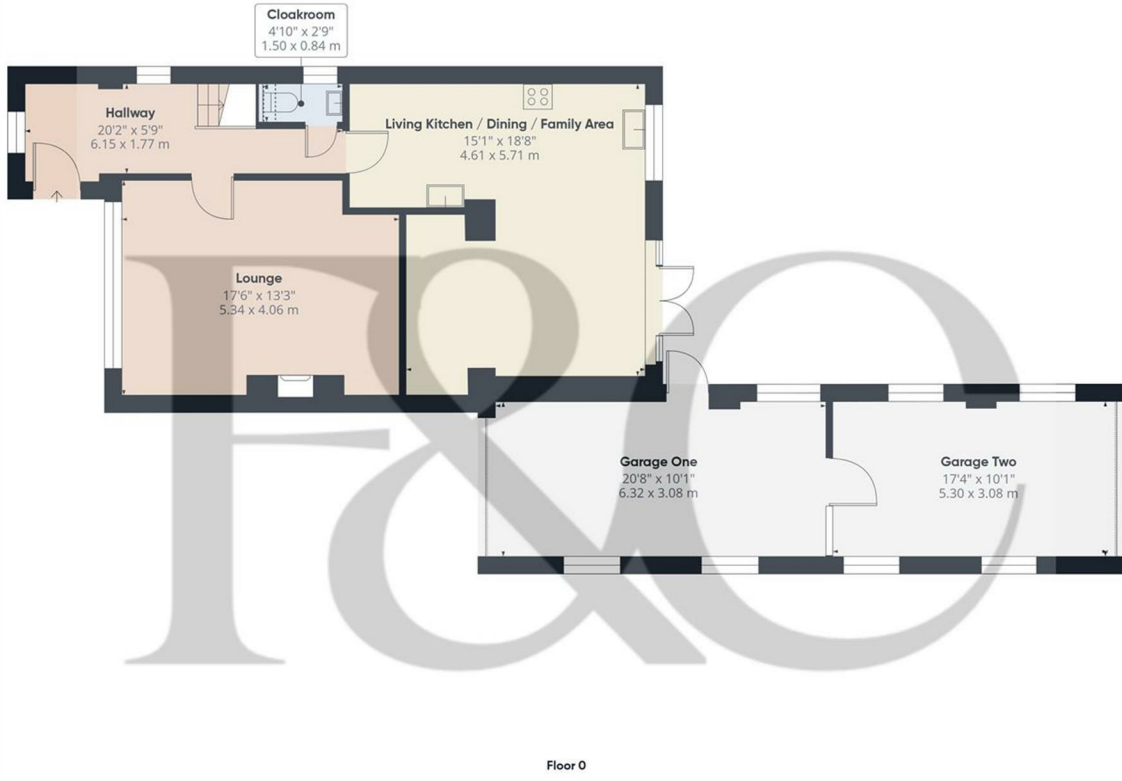 Cloakroom
4'10" x 2'9"
1.50 x 0.84 m
Hallway
20'2" x 5'9"
6.15 x 1.77 m
Living Kitchen / Dining / Family Area
15'1" x 18'8"
4.61 x 5.71 m
Lounge
17'6" x 13'3"
5.34 x 4.06 m
F&C
Garage One
20'8" x 10'1"
6.32 x 3.08 m
Garage Two
17'4" x 10'1"
5.30 x 3.08 m
Floor 0